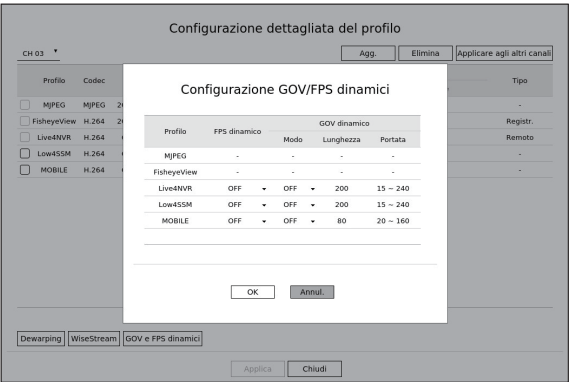 Configurazione dettagliata del profilo
CH 03 Agg. Elimina Applicare agli altri canali
Profilo Codec Tipo
MJPEG MJPEG -
FisheyeView H.264 Registr.
Live4NVR H.264 Remoto
Low4SSM H.264 -
MOBILE H.264 -
Configurazione GOV/FPS dinamici
Profilo FPS dinamico GOV dinamico
Modo Lunghezza Portata
MJPEG - - - -
FisheyeView - - - -
Live4NVR OFF OFF 200 15 ~ 240
Low4SSM OFF OFF 200 15 ~ 240
MOBILE OFF OFF 80 20 ~ 160
OK Annul.
Dewarping WiseStream GOV e FPS dinamici
Applica Chiudi